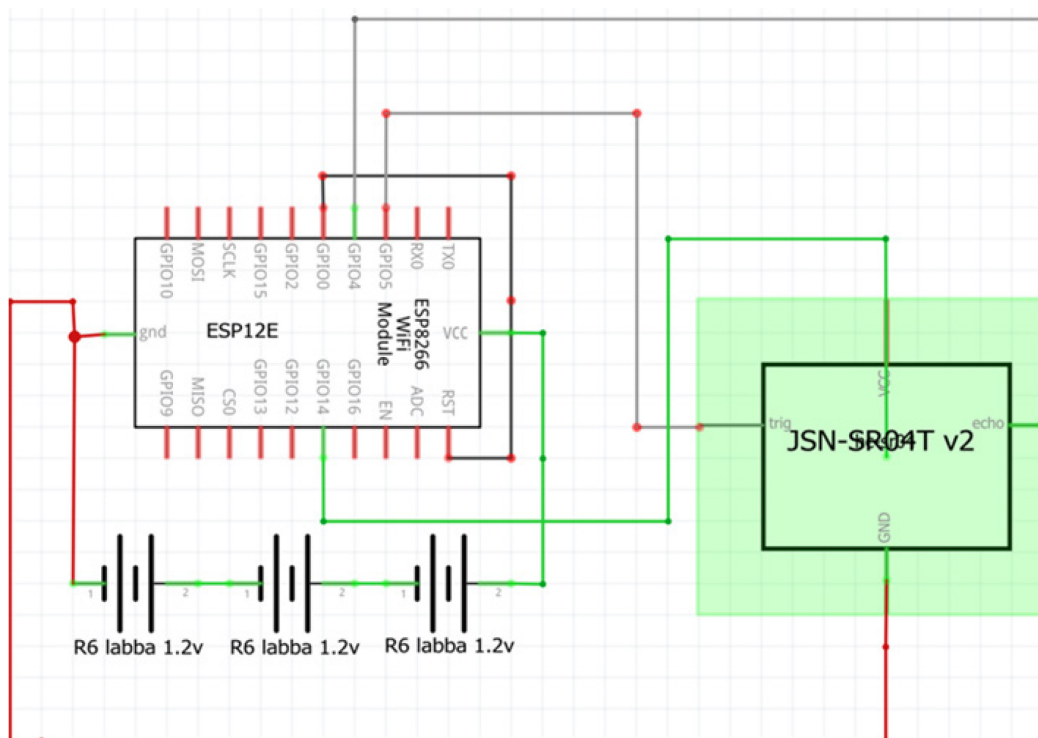 GPIO10
MOSI
SCLK
GPIO15
GPIO2
GPIO0
GPIO4
GPIO5
RX0
TX0
gnd
ESP12E
ESP8266
WiFi
Module
VCC
GPIO9
MISO
CS0
GPIO13
GPIO12
GPIO14
GPIO16
EN
ADC
RST
VCC
trig
echo
JSN-SR04T v2
GND
1
2
1
2
1
2
R6 labba 1.2v
R6 labba 1.2v
R6 labba 1.2v